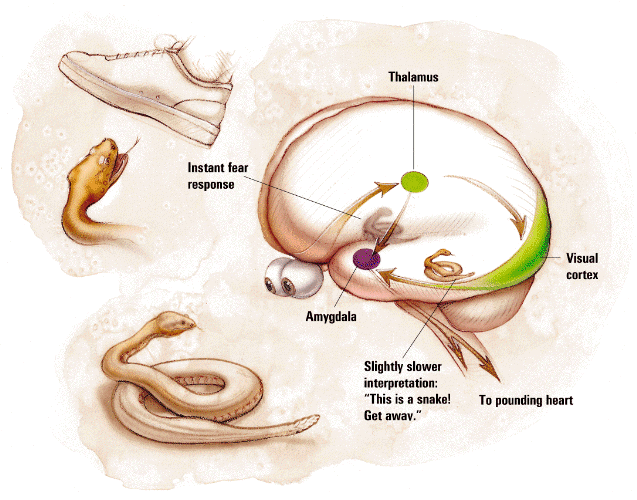 Thalamus
Instant fear
response
Visual
cortex
Amygdala
Slightly slower
interpretation:
“This is a snake!
Get away.”
To pounding heart